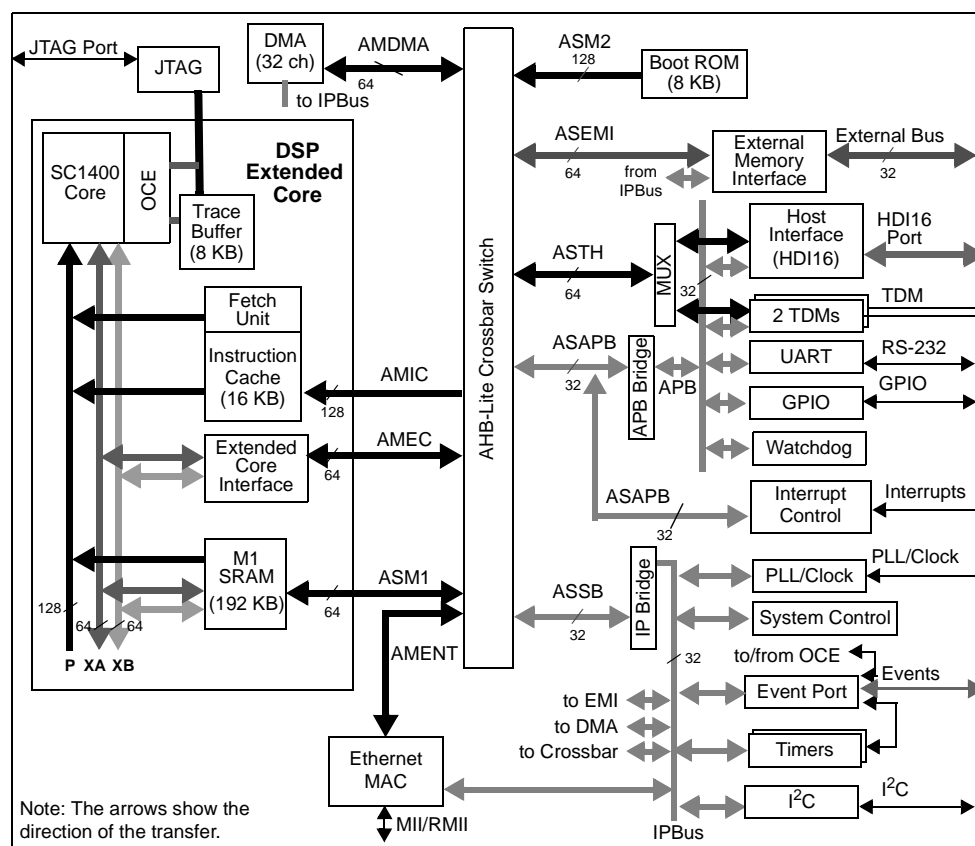 JTAG Port
JTAG
DMA
(32 ch)
AMDMA
64
to IPBus
ASM2
128
Boot ROM
(8 KB)
DSP
Extended
Core
SC1400
Core
OCE
Trace
Buffer
(8 KB)
ASEMI
64
from
IPBus
External
Memory
Interface
External Bus
32
AHB-Lite Crossbar Switch
ASTH
64
MUX
32
Host
Interface
(HDI16)
HDI16
Port
2 TDMs
TDM
Fetch
Unit
Instruction
Cache
(16 KB)
AMIC
128
ASAPB
32
APB Bridge
APB
UART
RS-232
GPIO
GPIO
Watchdog
Extended
Core
Interface
AMEC
64
ASAPB
32
Interrupt
Control
Interrupts
M1
SRAM
(192 KB)
ASM1
64
128
64
64
P
XA
XB
ASSB
32
IP Bridge
32
PLL/Clock
PLL/Clock
System Control
AMENT
to/from OCE
Event Port
Events
to EMI
to DMA
to Crossbar
Timers
Ethernet
MAC
I2C
I2C
MII/RMII
IPBus
Note: The arrows show the
direction of the transfer.